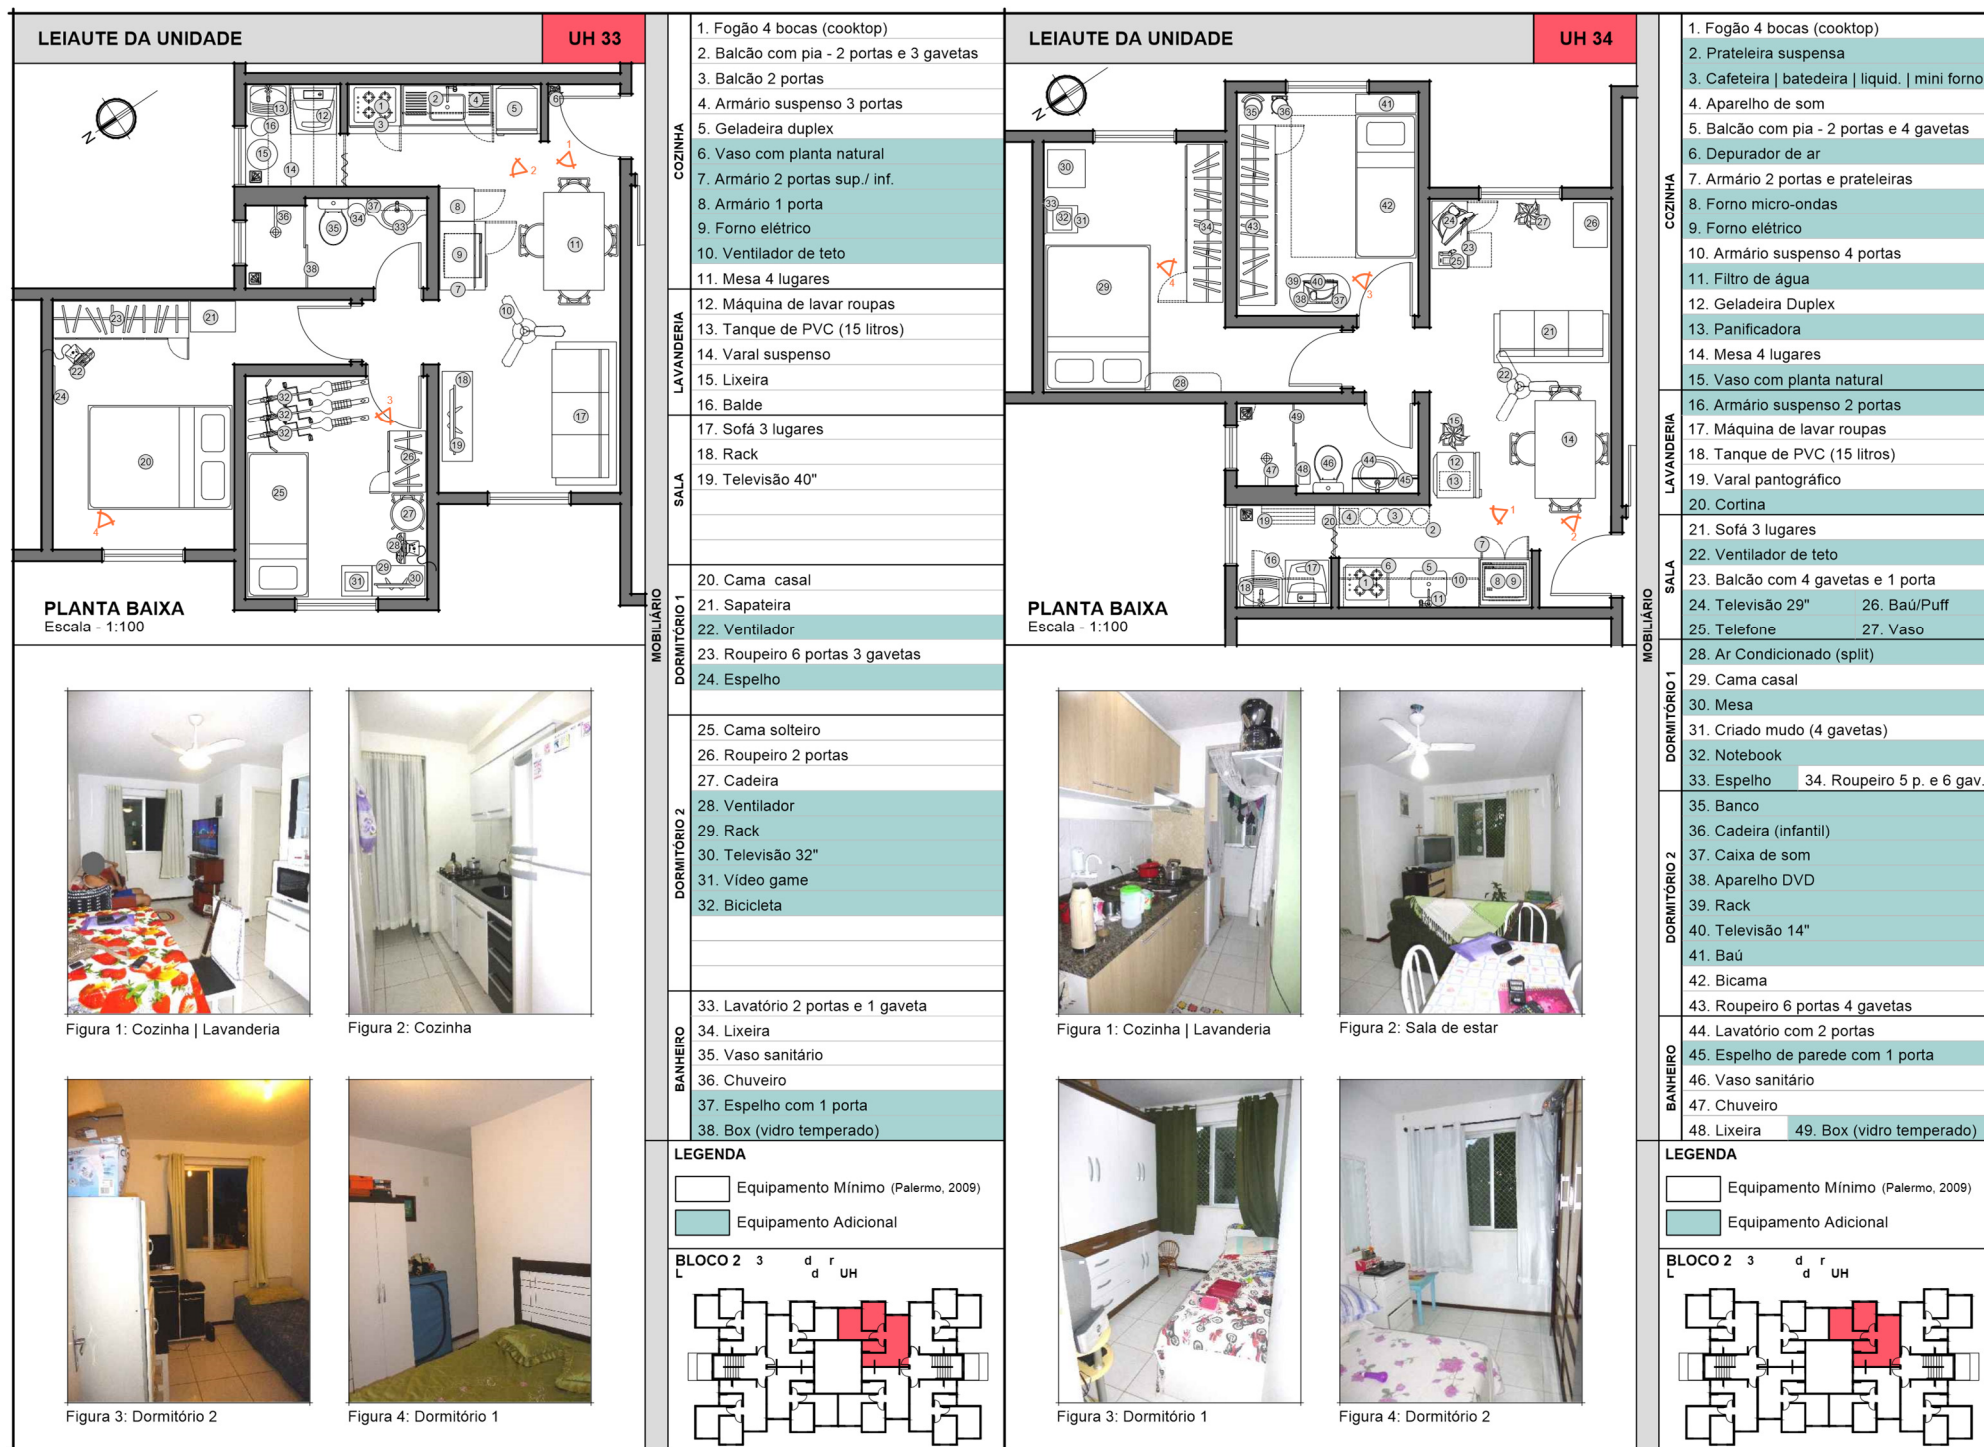 LEIAUTE DA UNIDADE
UH 33
PLANTA BAIXA
Escala - 1:100
Figura 1: Cozinha | Lavanderia
Figura 2: Cozinha
Figura 3: Dormitório 2
Figura 4: Dormitório 1
MOBILIÁRIO
COZINHA
1. Fogão 4 bocas (cooktop)
2. Balcão com pia - 2 portas e 3 gavetas
3. Balcão 2 portas
4. Armário suspenso 3 portas
5. Geladeira duplex
6. Vaso com planta natural
7. Armário 2 portas sup./ inf.
8. Armário 1 porta
9. Forno elétrico
10. Ventilador de teto
11. Mesa 4 lugares
LAVANDERIA
12. Máquina de lavar roupas
13. Tanque de PVC (15 litros)
14. Varal suspenso
15. Lixeira
16. Balde
SALA
17. Sofá 3 lugares
18. Rack
19. Televisão 40"
DORMITÓRIO 1
20. Cama casal
21. Sapateira
22. Ventilador
23. Roupeiro 6 portas 3 gavetas
24. Espelho
DORMITÓRIO 2
25. Cama solteiro
26. Roupeiro 2 portas
27. Cadeira
28. Ventilador
29. Rack
30. Televisão 32"
31. Vídeo game
32. Bicicleta
BANHEIRO
33. Lavatório 2 portas e 1 gaveta
34. Lixeira
35. Vaso sanitário
36. Chuveiro
37. Espelho com 1 porta
38. Box (vidro temperado)
LEGENDA
Equipamento Mínimo (Palermo, 2009)
Equipamento Adicional
BLOCO 2 3 d r
L d UH
LEIAUTE DA UNIDADE
UH 34
PLANTA BAIXA
Escala - 1:100
Figura 1: Cozinha | Lavanderia
Figura 2: Sala de estar
Figura 3: Dormitório 1
Figura 4: Dormitório 2
MOBILIÁRIO
COZINHA
1. Fogão 4 bocas (cooktop)
2. Prateleira suspensa
3. Cafeteira | batedeira | liquid. | mini forno
4. Aparelho de som
5. Balcão com pia - 2 portas e 4 gavetas
6. Depurador de ar
7. Armário 2 portas e prateleiras
8. Forno micro-ondas
9. Forno elétrico
10. Armário suspenso 4 portas
11. Filtro de água
12. Geladeira Duplex
13. Panificadora
14. Mesa 4 lugares
15. Vaso com planta natural
LAVANDERIA
16. Armário suspenso 2 portas
17. Máquina de lavar roupas
18. Tanque de PVC (15 litros)
19. Varal pantográfico
20. Cortina
SALA
21. Sofá 3 lugares
22. Ventilador de teto
23. Balcão com 4 gavetas e 1 porta
24. Televisão 29" 26. Baú/Puff
25. Telefone 27. Vaso
DORMITÓRIO 1
28. Ar Condicionado (split)
29. Cama casal
30. Mesa
31. Criado mudo (4 gavetas)
32. Notebook
33. Espelho 34. Roupeiro 5 p. e 6 gav.
DORMITÓRIO 2
35. Banco
36. Cadeira (infantil)
37. Caixa de som
38. Aparelho DVD
39. Rack
40. Televisão 14"
41. Baú
42. Bicama
43. Roupeiro 6 portas 4 gavetas
BANHEIRO
44. Lavatório com 2 portas
45. Espelho de parede com 1 porta
46. Vaso sanitário
47. Chuveiro
48. Lixeira 49. Box (vidro temperado)
LEGENDA
Equipamento Mínimo (Palermo, 2009)
Equipamento Adicional
BLOCO 2 3 d r
L d UH